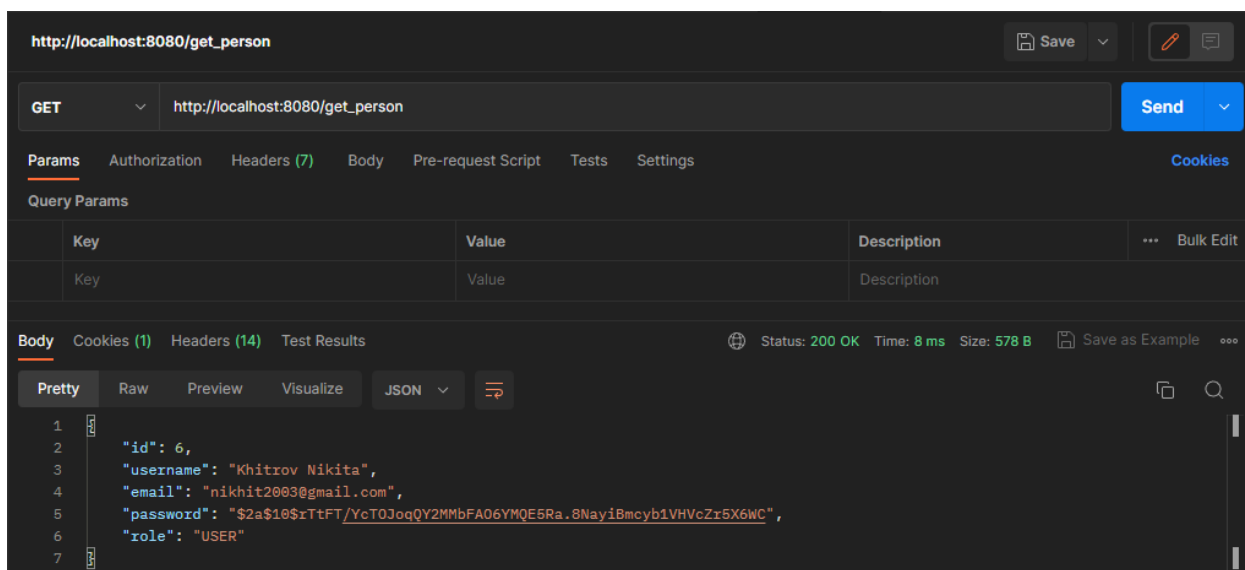 http://localhost:8080/get_person Save
GET http://localhost:8080/get_person Send
Params Authorization Headers (7) Body Pre-request Script Tests Settings Cookies
Query Params
Key Value Description ••• Bulk Edit
Key Value Description
Body Cookies (1) Headers (14) Test Results Status: 200 OK Time: 8 ms Size: 578 B Save as Example
Pretty Raw Preview Visualize JSON
1 {
2 "id": 6,
3 "username": "Khitrov Nikita",
4 "email": "nikhit2003@gmail.com",
5 "password": "$2a$10$rTtFT/YcTOJoqQY2MMbFAO6YMQE5Ra.8NayiBmcyb1VHVcZr5X6WC",
6 "role": "USER"
7 }